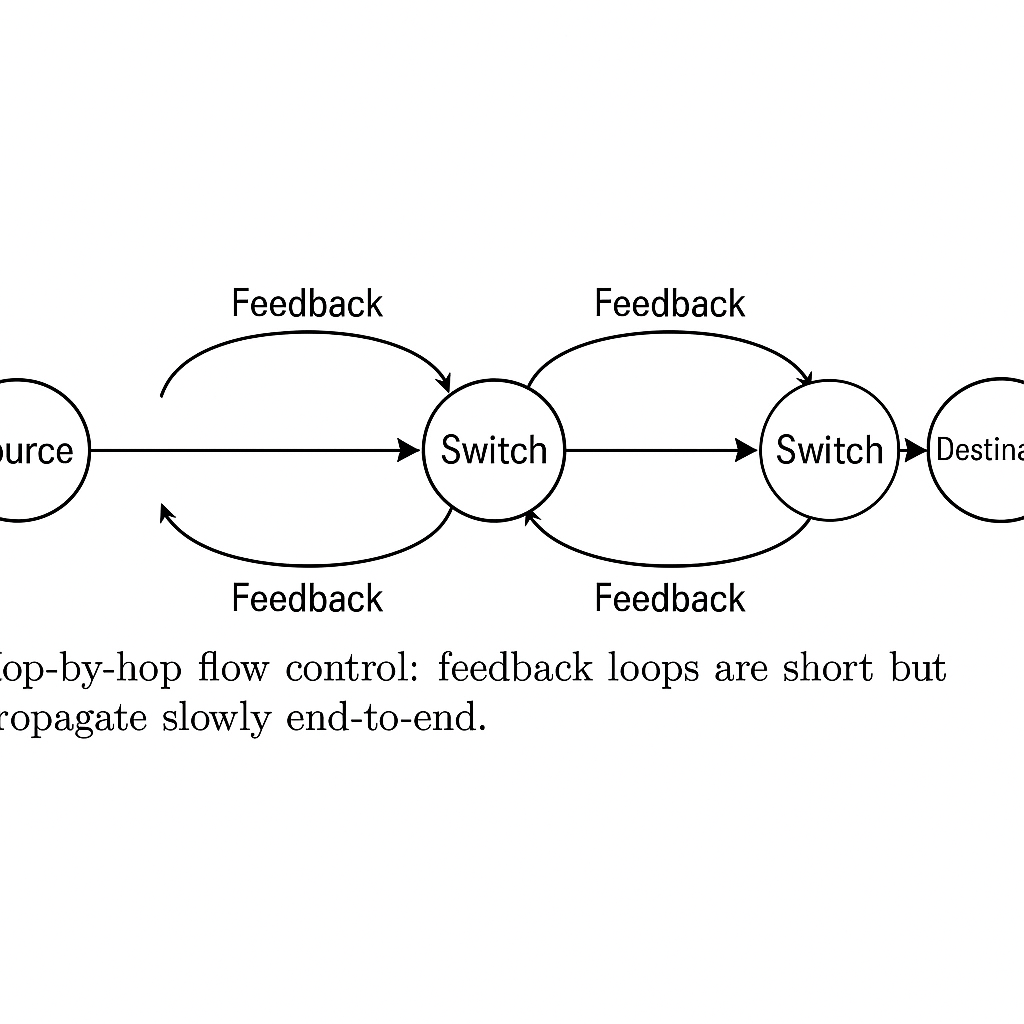 Feedback Feedback
ource Switch Switch Destina
Feedback Feedback
op-by-hop flow control: feedback loops are short but
ropagate slowly end-to-end.